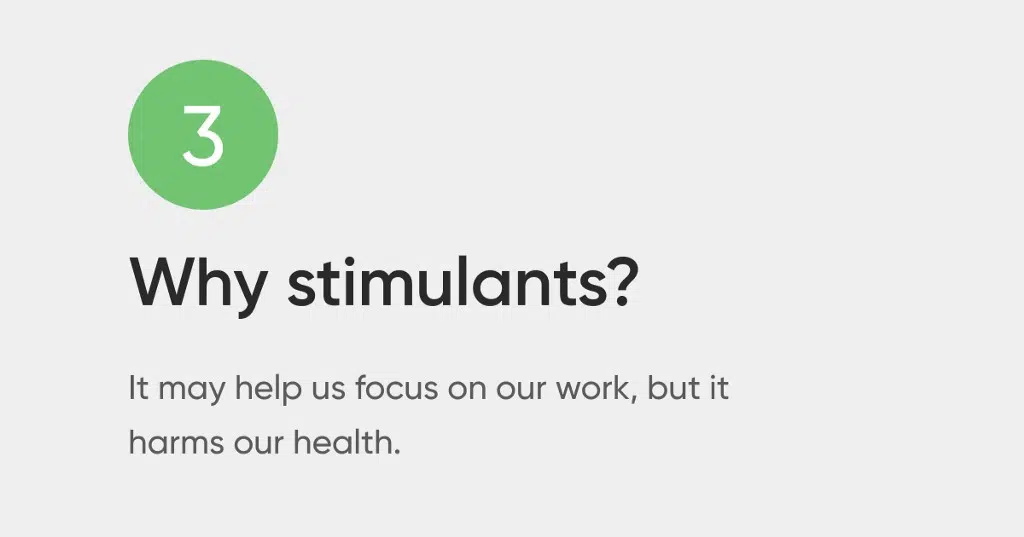 3
Why stimulants?
It may help us focus on our work, but it
harms our health.